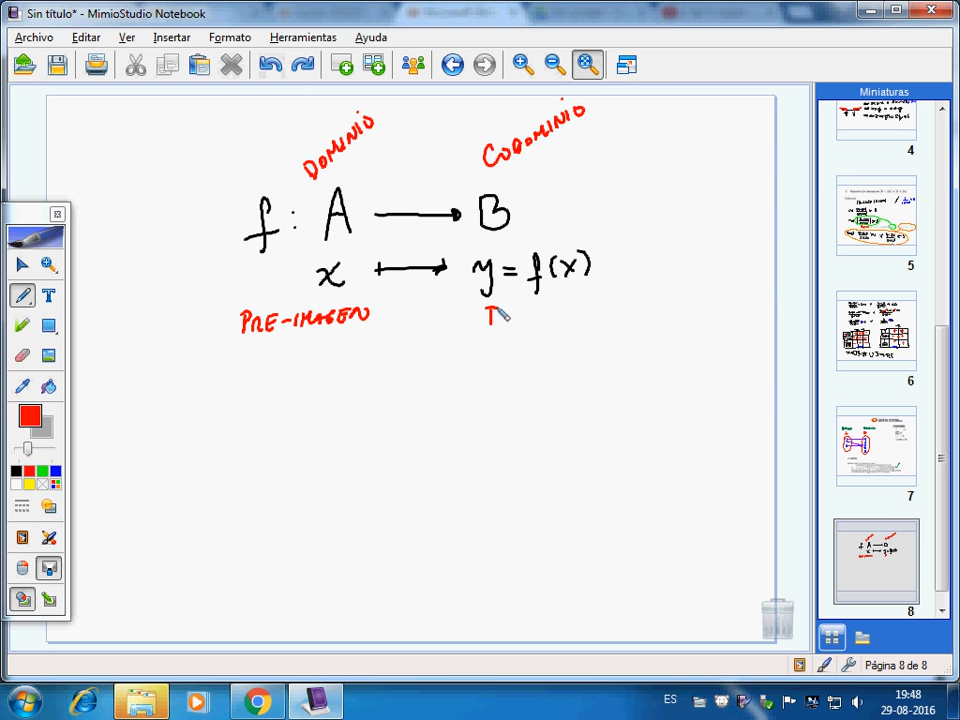 Sin título* - MimioStudio Notebook
Archivo Editar Ver Insertar Formato Herramientas Ayuda
Miniaturas
DOMINIO CODOMINIO
f: A → B
x ↦ y = f(x)
PRE-IMAGEN I
T
4
5
6
7
8
Página 8 de 8
ES
19:48
29-08-2016